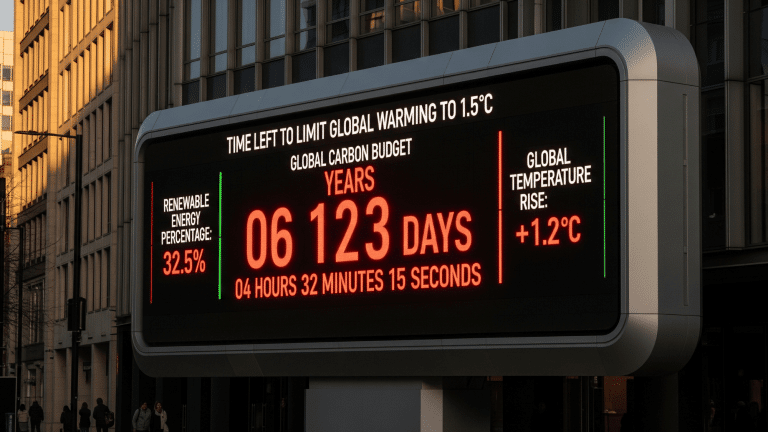 TIME LEFT TO LIMIT GLOBAL WARMING TO 1.5°C
GLOBAL CARBON BUDGET
RENEWABLE
ENERGY
PERCENTAGE:
32.5%
YEARS
06 123 DAYS
04 HOURS 32 MINUTES 15 SECONDS
GLOBAL
TEMPERATURE
RISE:
+1.2°C